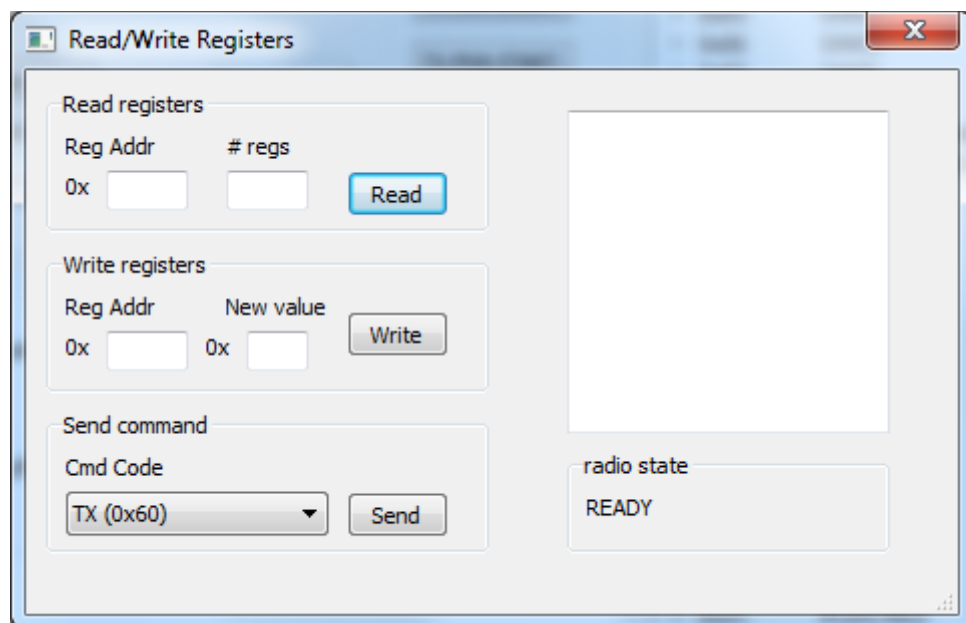 Read/Write Registers
Read registers
Reg Addr # regs
0x
Read
Write registers
Reg Addr New value
0x 0x
Write
Send command
Cmd Code
TX (0x60)
Send
radio state
READY